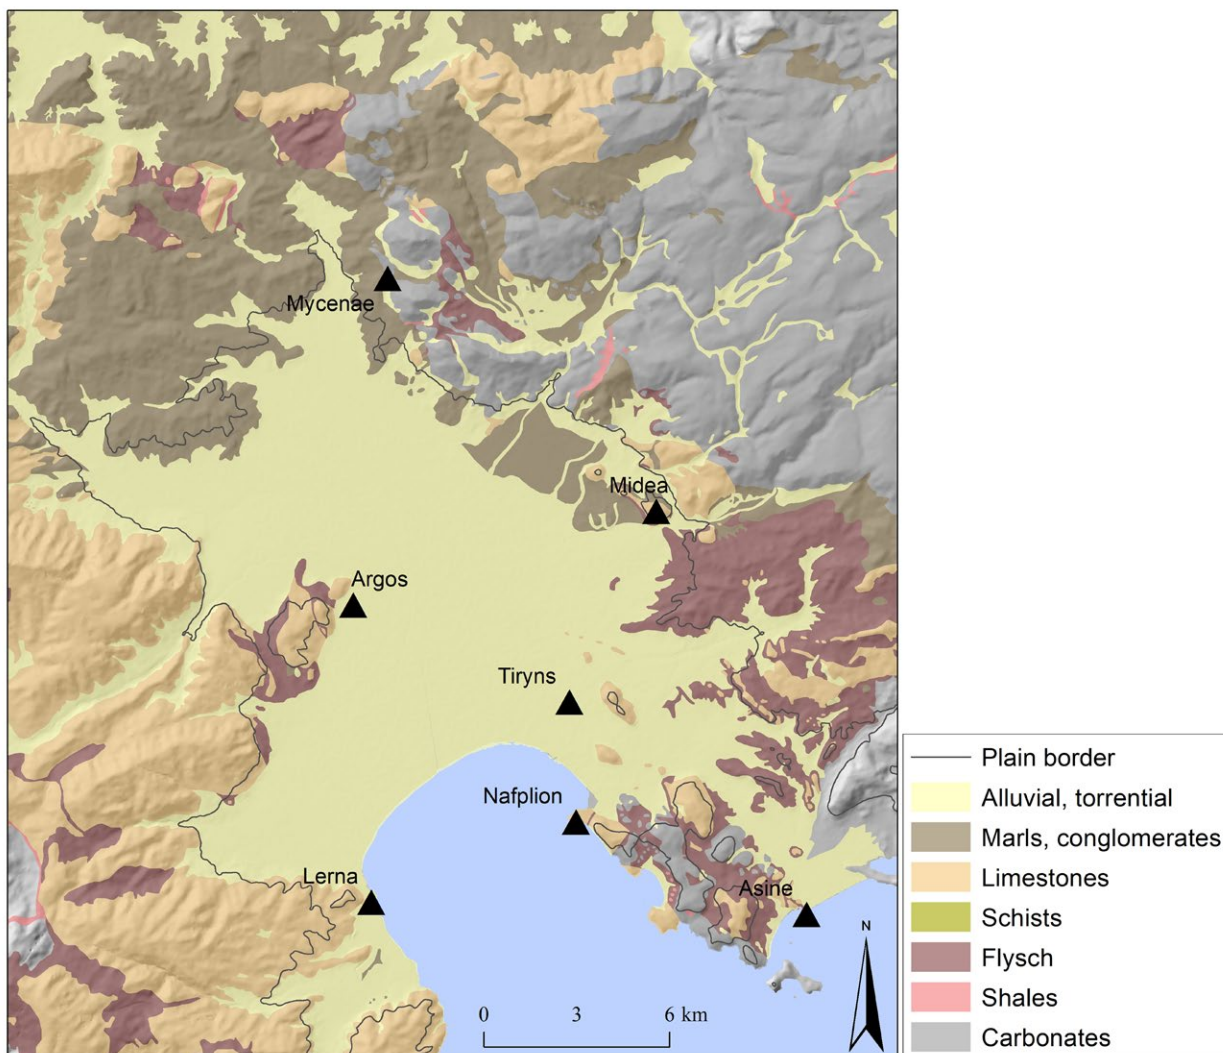 Mycenae
Midea
Argos
Tiryns
Nafplion
Lerna
Asine
N
0 3 6 km
Plain border
Alluvial, torrential
Marls, conglomerates
Limestones
Schists
Flysch
Shales
Carbonates